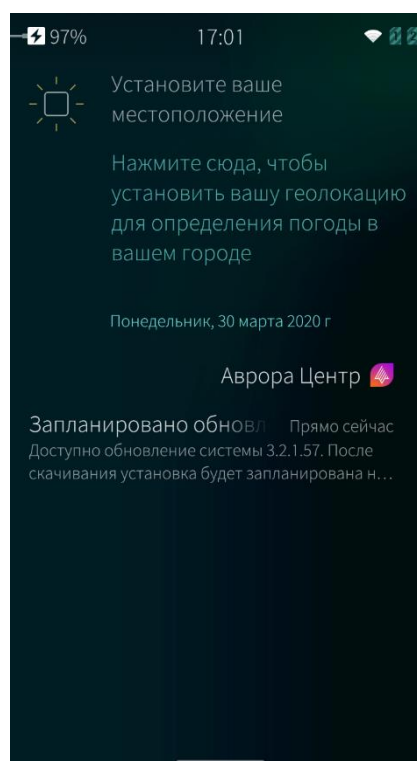 97% 17:01
Установите ваше
местоположение
Нажмите сюда, чтобы
установить вашу геолокацию
для определения погоды в
вашем городе
Понедельник, 30 марта 2020 г
Аврора Центр
Запланировано обновл Прямо сейчас
Доступно обновление системы 3.2.1.57. После
скачивания установка будет запланирована н...